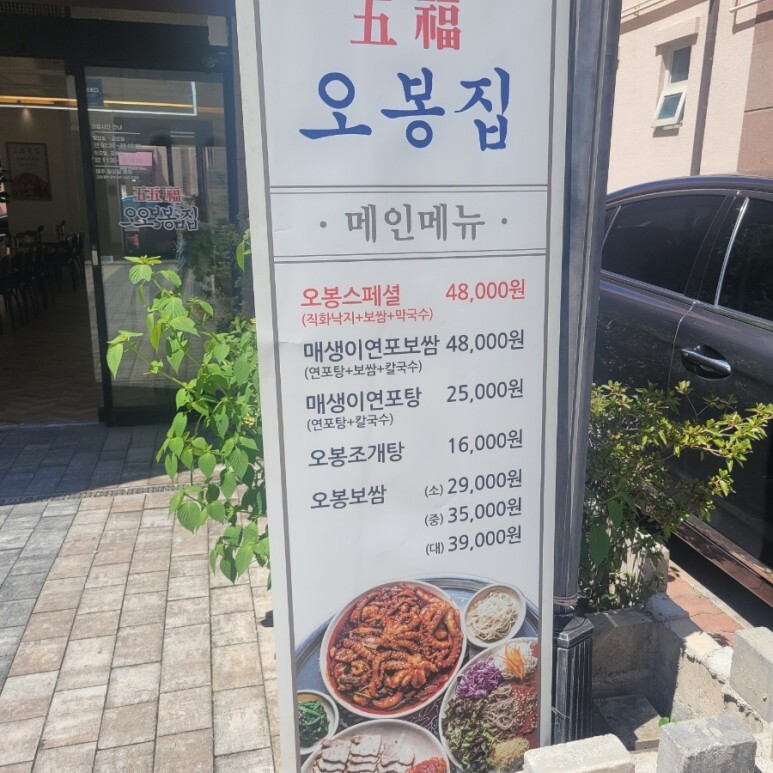 五福
오봉집
· 메인메뉴 ·
오봉스페셜 48,000원
(직화낙지+보쌈+막국수)
매생이연포보쌈 48,000원
(연포탕+보쌈+칼국수)
매생이연포탕 25,000원
(연포탕+칼국수)
오봉조개탕 16,000원
오봉보쌈 (소) 29,000원
(중) 35,000원
(대) 39,000원